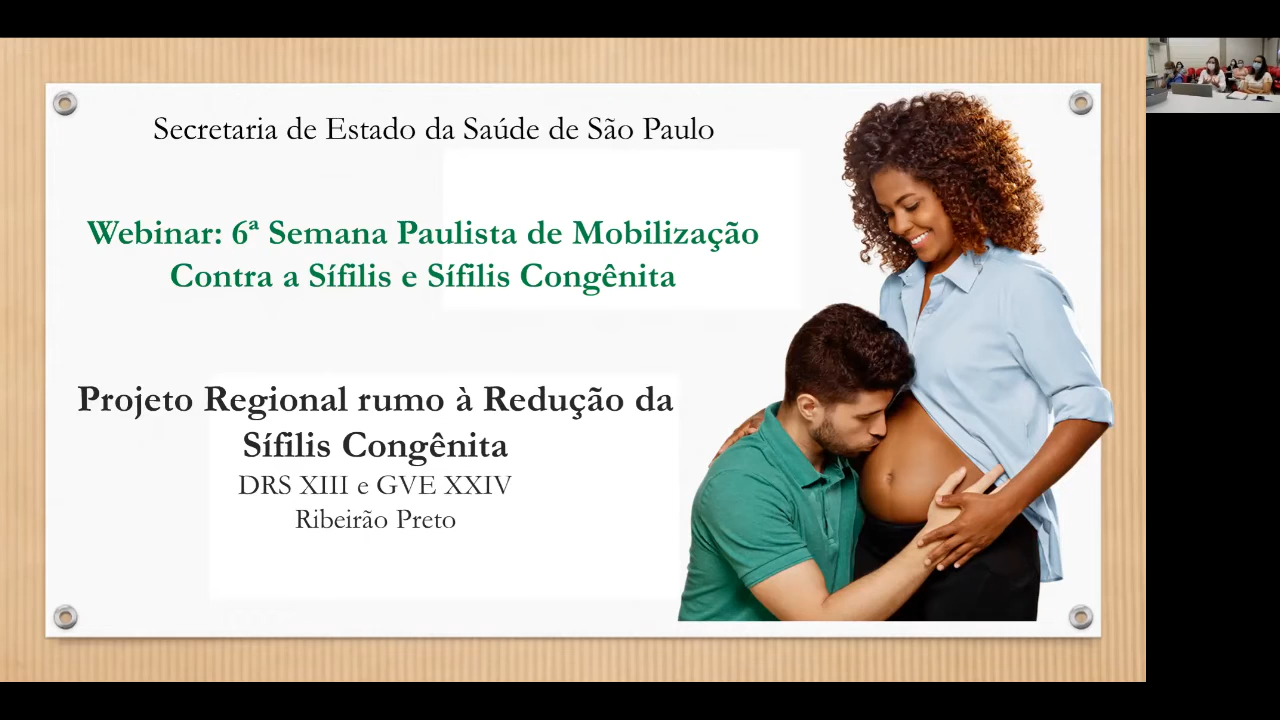 Secretaria de Estado da Saúde de São Paulo
Webinar: 6ª Semana Paulista de Mobilização
Contra a Sífilis e Sífilis Congênita
Projeto Regional rumo à Redução da
Sífilis Congênita
DRS XIII e GVE XXIV
Ribeirão Preto